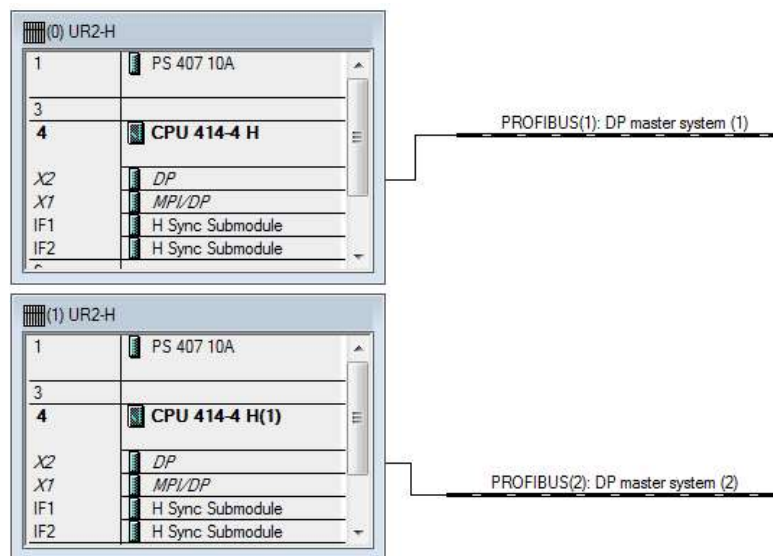 (0) UR2-H
1 PS 407 10A
3
4 CPU 414-4 H
X2 DP
X1 MPI/DP
IF1 H Sync Submodule
IF2 H Sync Submodule
PROFIBUS(1): DP master system (1)
(1) UR2-H
1 PS 407 10A
3
4 CPU 414-4 H(1)
X2 DP
X1 MPI/DP
IF1 H Sync Submodule
IF2 H Sync Submodule
PROFIBUS(2): DP master system (2)